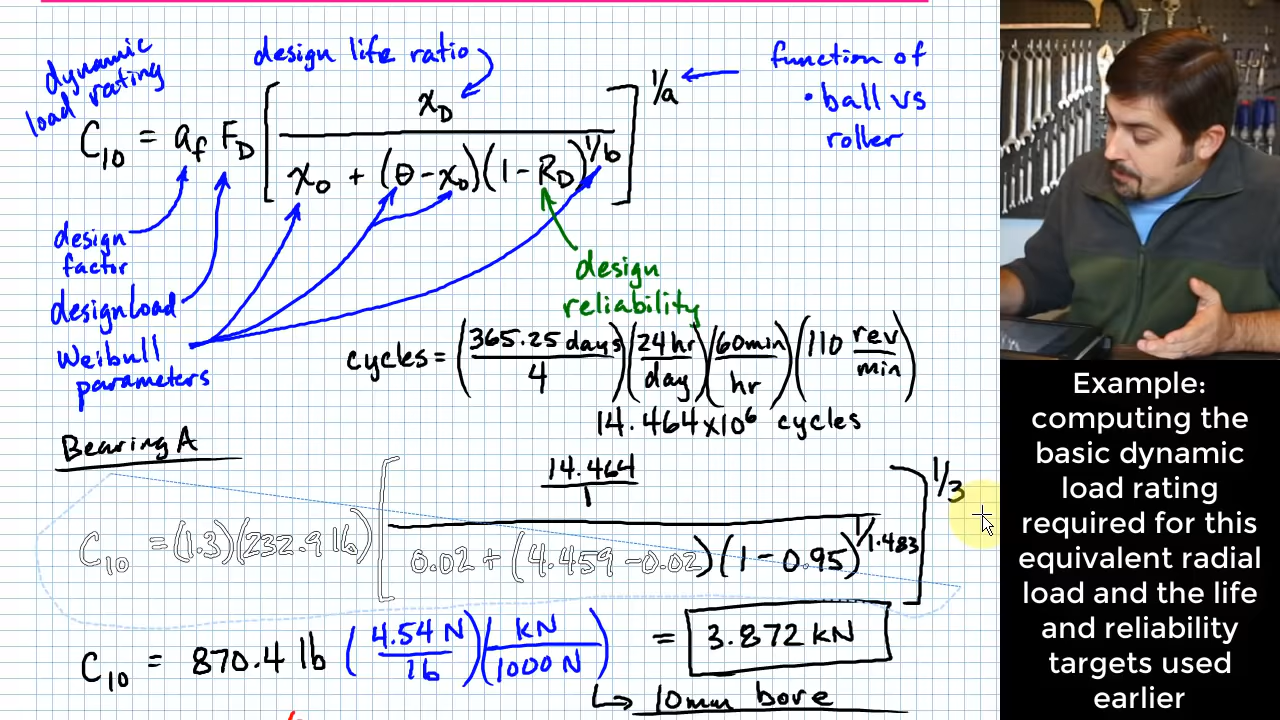 dynamic
load rating
design life ratio
function of
• ball vs
roller
C10 = af FD [ xD / (x0 + (θ - x0)(1 - RD)^1/b) ]^1/a
design
factor
design load
Weibull
parameters
design
reliability
cycles = (365.25 days / 4)(24 hr / day)(60 min / hr)(110 rev / min)
14.464 x 10^6 cycles
Bearing A
C10 = (1.3)(232.9 lb) [ (14.464 / 1) / (0.02 + (4.459 - 0.02)(1 - 0.95)^1/1.483) ]^1/3
C10 = 870.4 lb (4.54 N / lb)(kN / 1000 N) = 3.872 kN
↳ 10mm bore
Example:
computing the
basic dynamic
load rating
required for this
equivalent radial
load and the life
and reliability
targets used
earlier